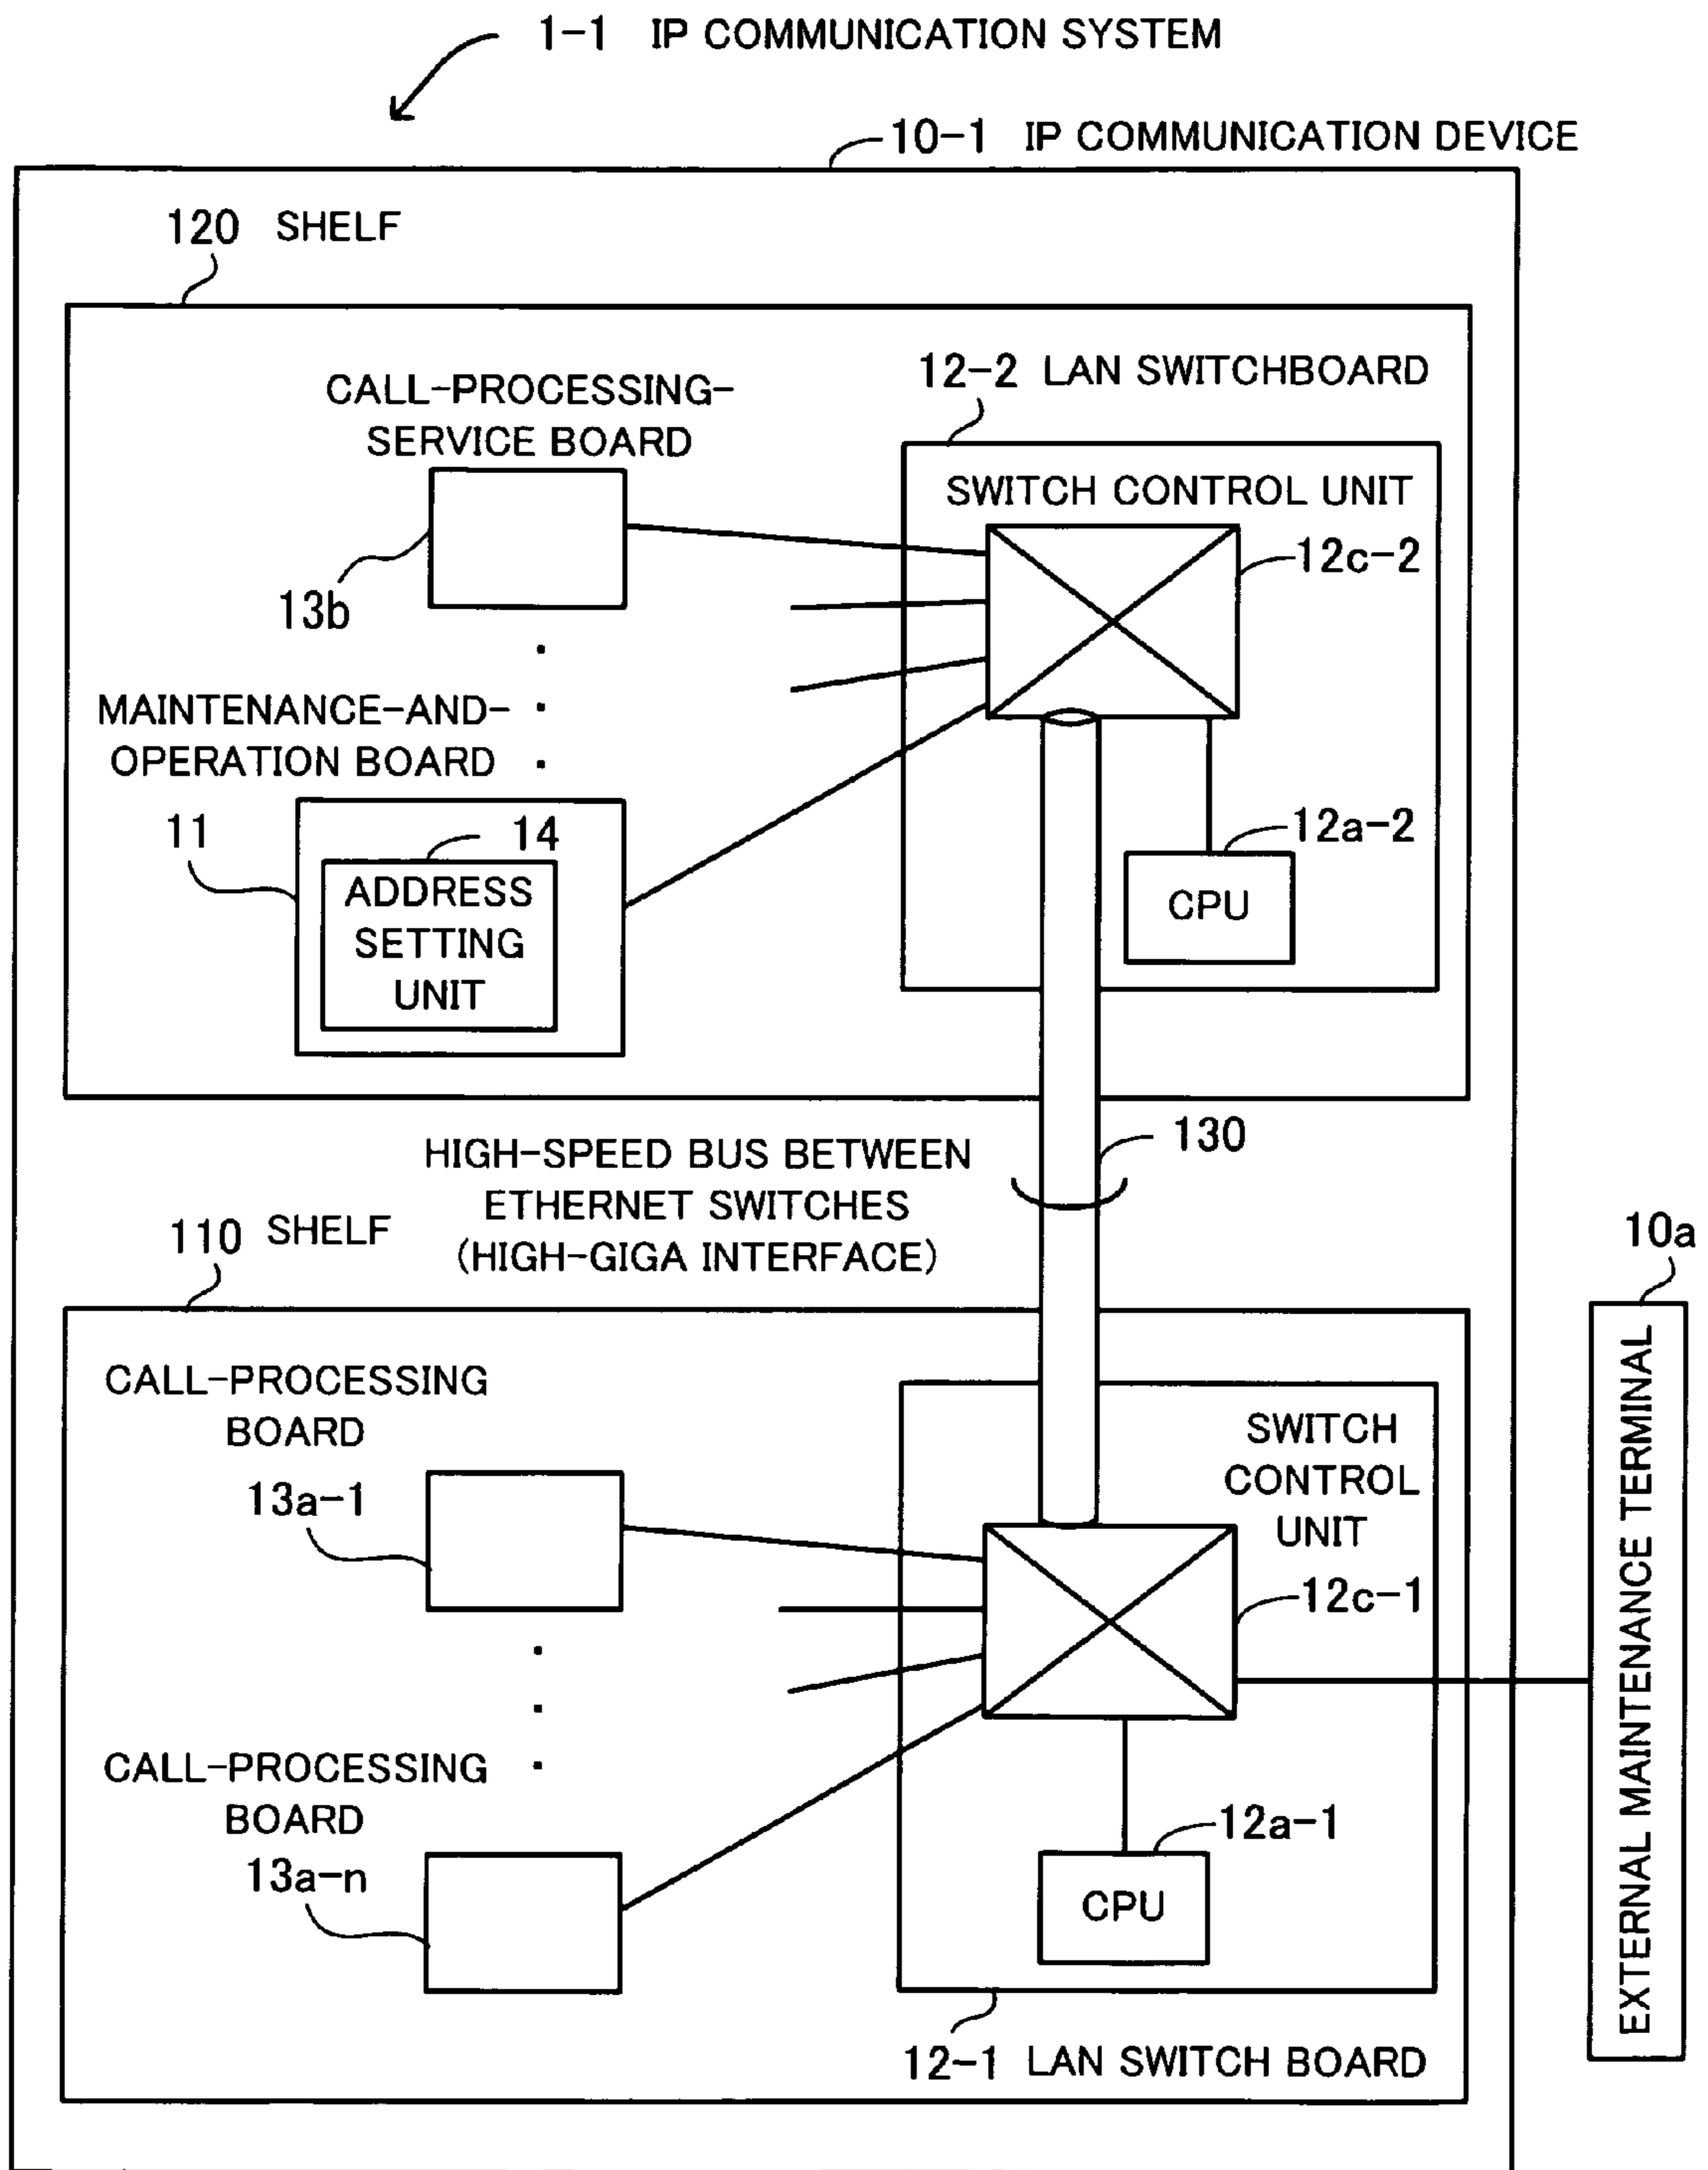 1-1 IP COMMUNICATION SYSTEM
10-1 IP COMMUNICATION DEVICE
120 SHELF
12-2 LAN SWITCHBOARD
CALL-PROCESSING-
SERVICE BOARD
SWITCH CONTROL UNIT
12c-2
13b
MAINTENANCE-AND-
OPERATION BOARD
11
14
12a-2
ADDRESS
SETTING
UNIT
CPU
130
HIGH-SPEED BUS BETWEEN
ETHERNET SWITCHES
(HIGH-GIGA INTERFACE)
110 SHELF
10a
EXTERNAL MAINTENANCE TERMINAL
CALL-PROCESSING
BOARD
13a-1
SWITCH
CONTROL
UNIT
12c-1
CALL-PROCESSING
BOARD
13a-n
12a-1
CPU
12-1 LAN SWITCH BOARD